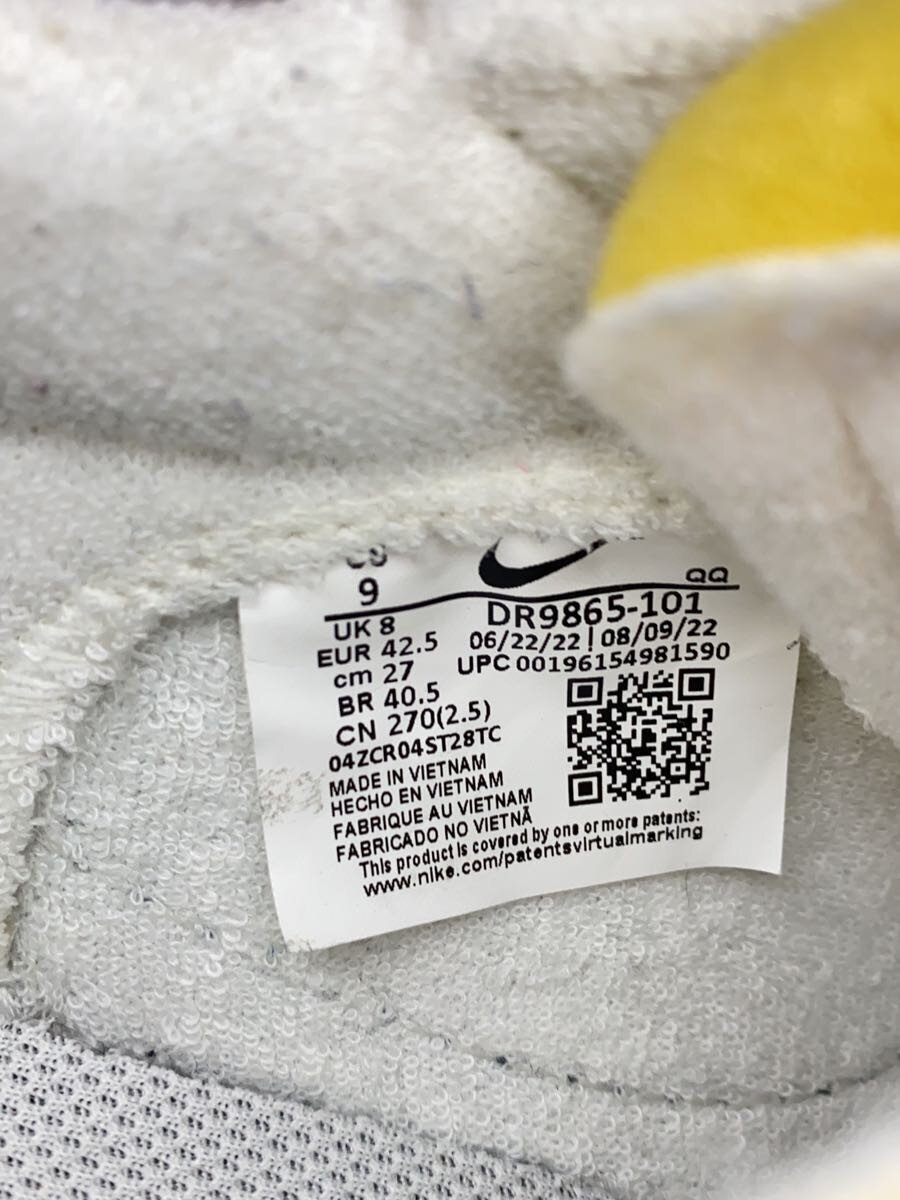 9
QQ
UK 8
DR9865-101
EUR 42.5
06/22/22 | 08/09/22
cm 27
UPC 00196154981590
BR 40.5
CN 270(2.5)
04ZCR04ST28TC
MADE IN VIETNAM
HECHO EN VIETNAM
FABRIQUE AU VIETNAM
FABRICADO NO VIETNÃ
This product is covered by one or more patents:
www.nike.com/patentsvirtualmarking